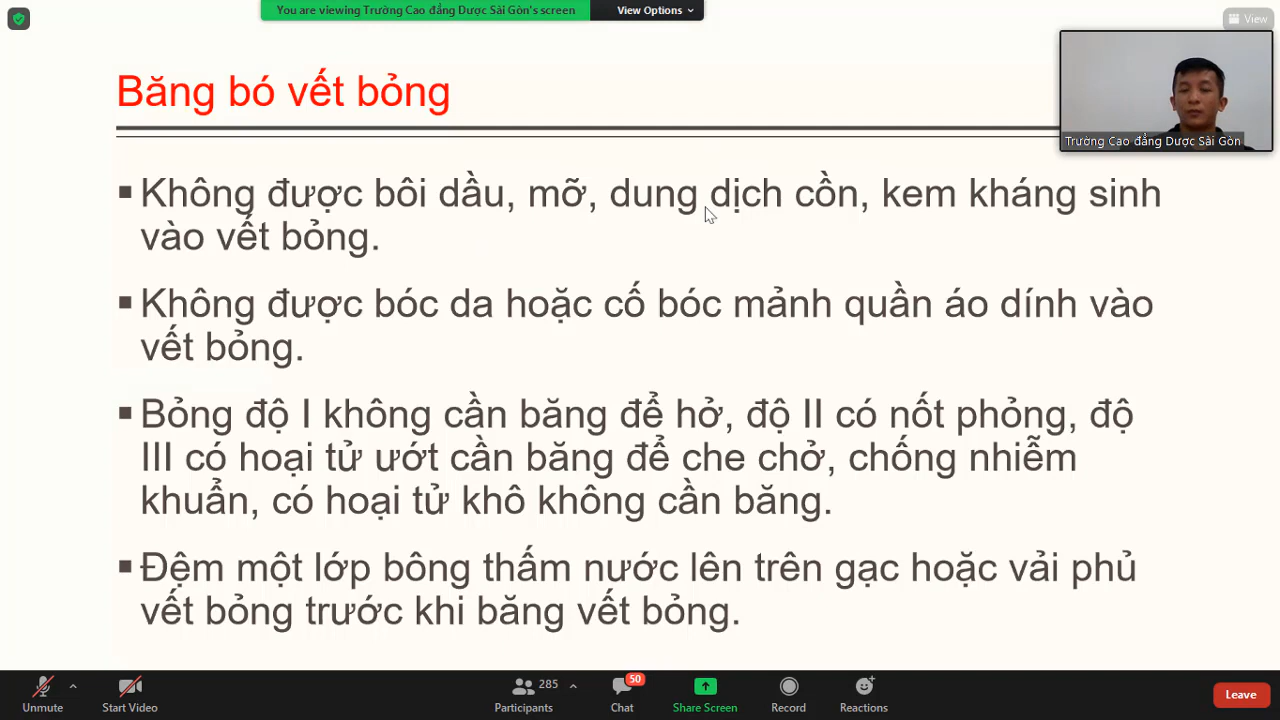 You are viewing Trường Cao đẳng Dược Sài Gòn's screen
View Options
View
Băng bó vết bỏng
Trường Cao đẳng Dược Sài Gòn
Không được bôi dầu, mỡ, dung dịch cồn, kem kháng sinh
vào vết bỏng.
Không được bóc da hoặc cố bóc mảnh quần áo dính vào
vết bỏng.
Bỏng độ I không cần băng để hở, độ II có nốt phỏng, độ
III có hoại tử ướt cần băng để che chở, chống nhiễm
khuẩn, có hoại tử khô không cần băng.
Đệm một lớp bông thấm nước lên trên gạc hoặc vải phủ
vết bỏng trước khi băng vết bỏng.
285
50
Unmute
Start Video
Participants
Chat
Share Screen
Record
Reactions
Leave